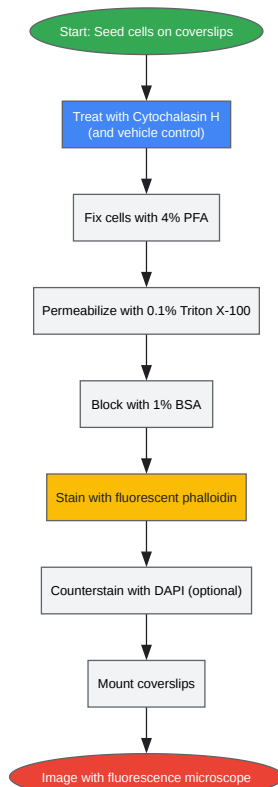 Start: Seed cells on coverslips
Treat with Cytochalasin H
(and vehicle control)
Fix cells with 4% PFA
Permeabilize with 0.1% Triton X-100
Block with 1% BSA
Stain with fluorescent phalloidin
Counterstain with DAPI (optional)
Mount coverslips
Image with fluorescence microscope